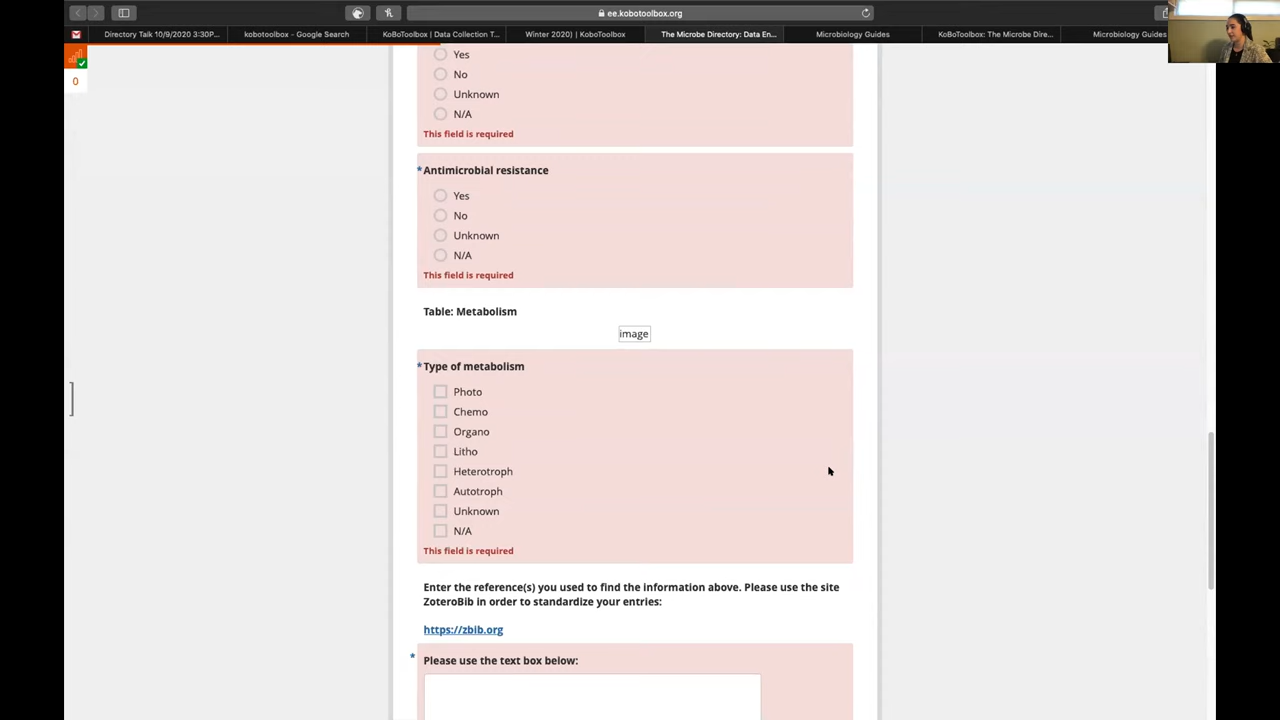 ee.kobotoolbox.org
Directory Talk 10/9/2020 3:30P...
kobotoolbox - Google Search
KoBoToolbox | Data Collection T...
Winter 2020) | KoboToolbox
The Microbe Directory: Data En...
Microbiology Guides
KoBoToolbox: The Microbe Dire...
Microbiology Guides
0
Yes
No
Unknown
N/A
This field is required
*Antimicrobial resistance
Yes
No
Unknown
N/A
This field is required
Table: Metabolism
image
*Type of metabolism
Photo
Chemo
Organo
Litho
Heterotroph
Autotroph
Unknown
N/A
This field is required
Enter the reference(s) you used to find the information above. Please use the site
ZoteroBib in order to standardize your entries:
https://zbib.org
* Please use the text box below: